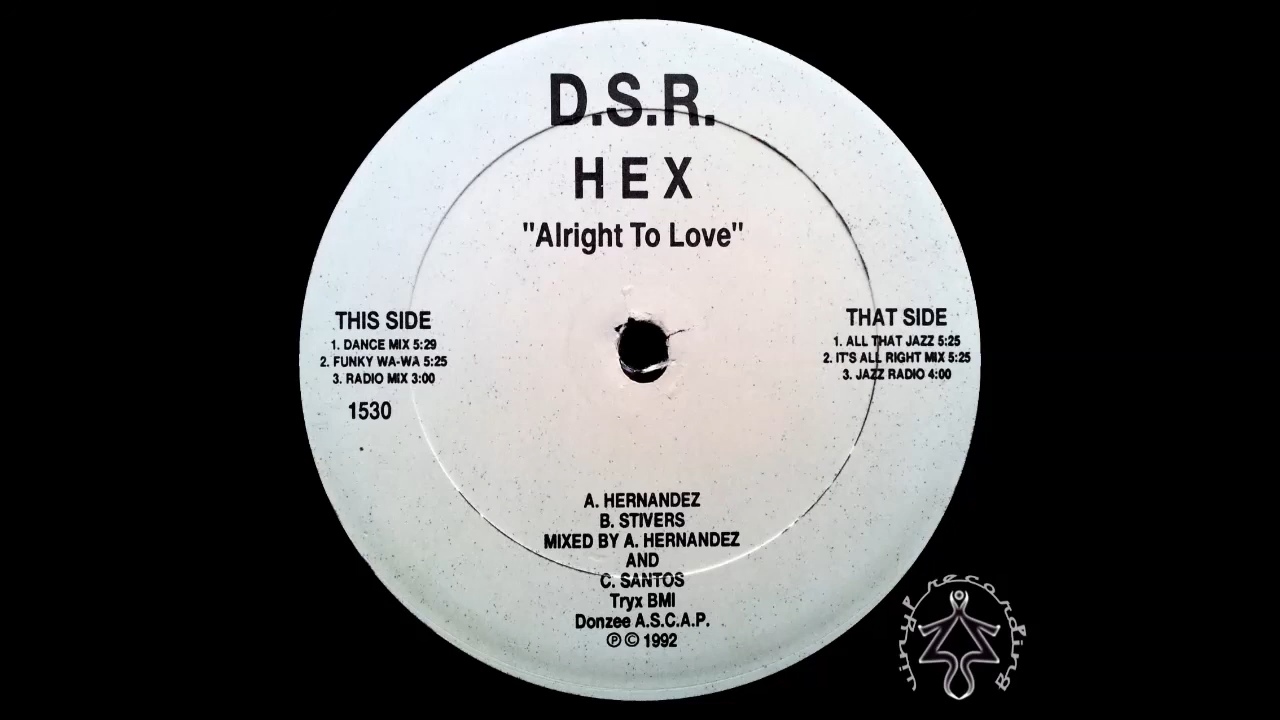 D.S.R.
HEX
"Alright To Love"
THIS SIDE
1. DANCE MIX 5:29
2. FUNKY WA-WA 5:25
3. RADIO MIX 3:00
1530
THAT SIDE
1. ALL THAT JAZZ 5:25
2. IT'S ALL RIGHT MIX 5:25
3. JAZZ RADIO 4:00
A. HERNANDEZ
B. STIVERS
MIXED BY A. HERNANDEZ
AND
C. SANTOS
Tryx BMI
Donzee A.S.C.A.P.
℗ © 1992
recording